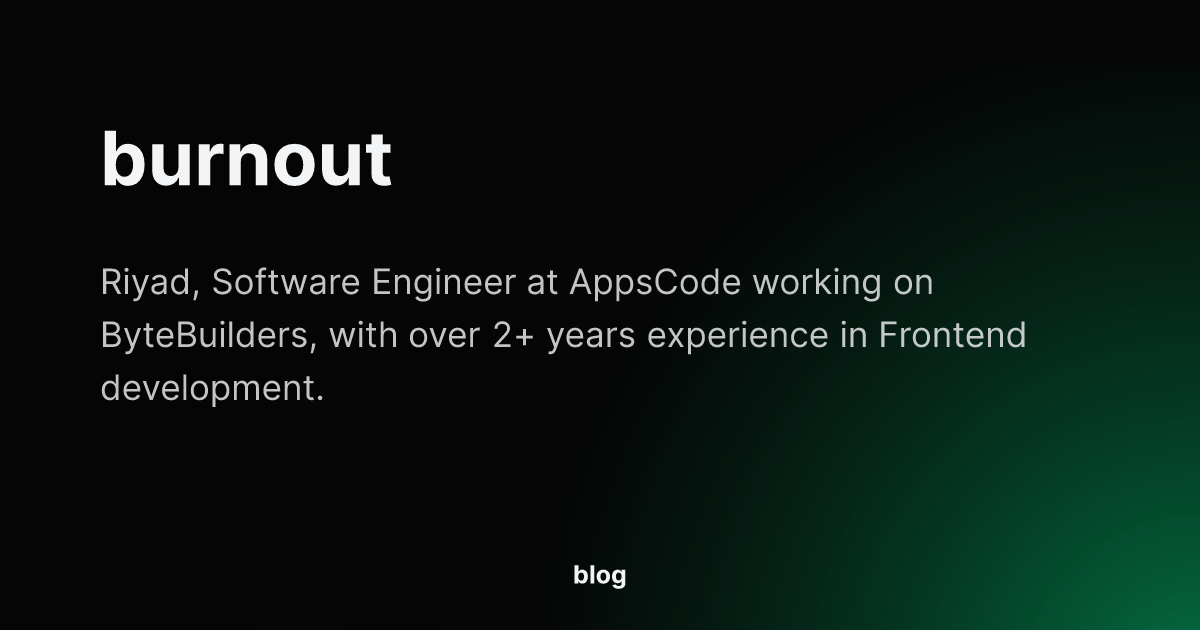 burnout
Riyad, Software Engineer at AppsCode working on
ByteBuilders, with over 2+ years experience in Frontend
development.
blog